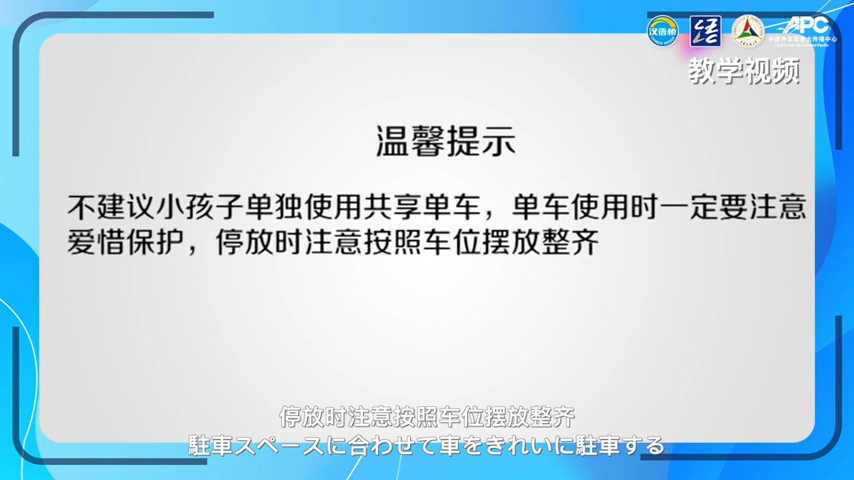 汉语桥
APC
教学视频
温馨提示
不建议小孩子单独使用共享单车，单车使用时一定要注意
爱惜保护，停放时注意按照车位摆放整齐
停放时注意按照车位摆放整齐
駐車スペースに合わせて車をきれいに駐車する